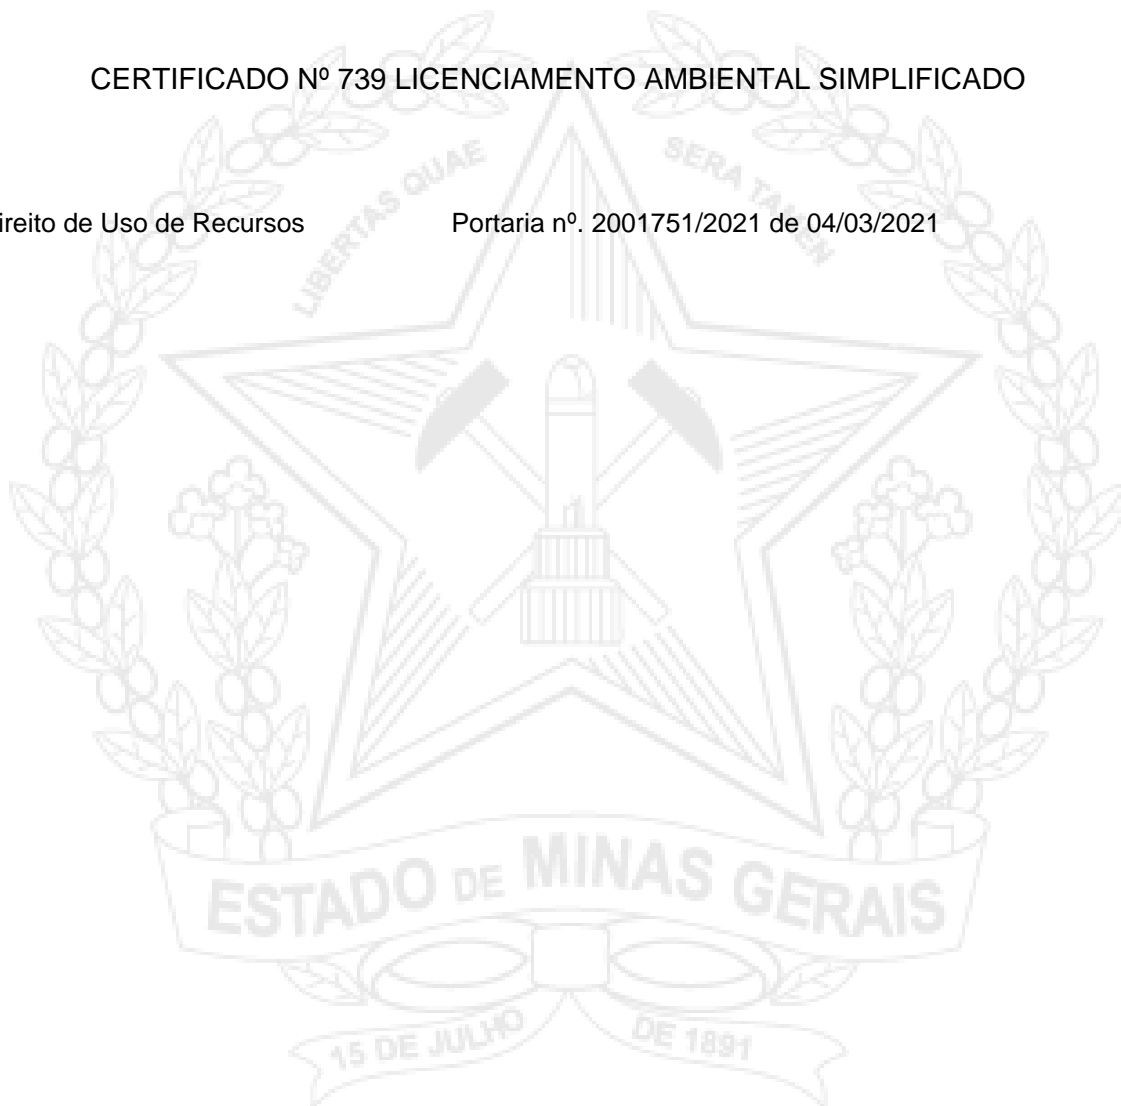 CERTIFICADO Nº 739 LICENCIAMENTO AMBIENTAL SIMPLIFICADO
LIBERTAS QUAE SERA TAMEN
ireito de Uso de Recursos Portaria nº. 2001751/2021 de 04/03/2021
ESTADO DE MINAS GERAIS
15 DE JULHO DE 1891